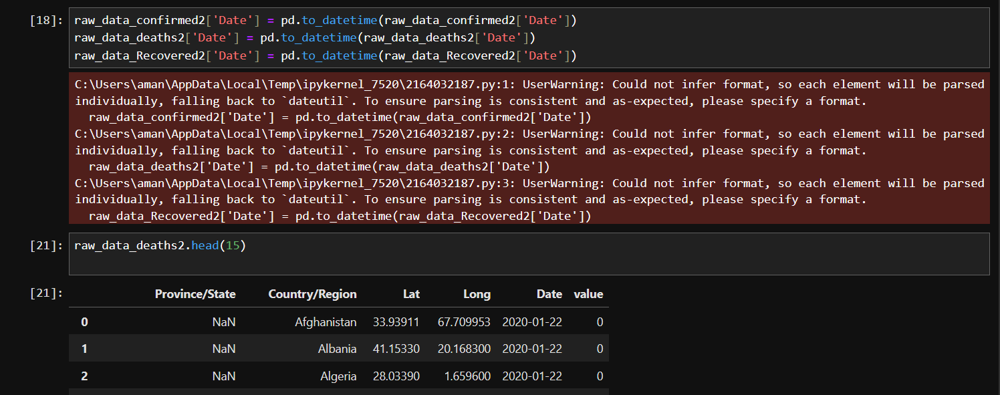 [18]: raw_data_confirmed2['Date'] = pd.to_datetime(raw_data_confirmed2['Date'])
raw_data_deaths2['Date'] = pd.to_datetime(raw_data_deaths2['Date'])
raw_data_Recovered2['Date'] = pd.to_datetime(raw_data_Recovered2['Date'])
C:\Users\aman\AppData\Local\Temp\ipykernel_7520\2164032187.py:1: UserWarning: Could not infer format, so each element will be parsed
individually, falling back to `dateutil`. To ensure parsing is consistent and as-expected, please specify a format.
raw_data_confirmed2['Date'] = pd.to_datetime(raw_data_confirmed2['Date'])
C:\Users\aman\AppData\Local\Temp\ipykernel_7520\2164032187.py:2: UserWarning: Could not infer format, so each element will be parsed
individually, falling back to `dateutil`. To ensure parsing is consistent and as-expected, please specify a format.
raw_data_deaths2['Date'] = pd.to_datetime(raw_data_deaths2['Date'])
C:\Users\aman\AppData\Local\Temp\ipykernel_7520\2164032187.py:3: UserWarning: Could not infer format, so each element will be parsed
individually, falling back to `dateutil`. To ensure parsing is consistent and as-expected, please specify a format.
raw_data_Recovered2['Date'] = pd.to_datetime(raw_data_Recovered2['Date'])
[21]: raw_data_deaths2.head(15)
[21]: Province/State Country/Region Lat Long Date value
0 NaN Afghanistan 33.93911 67.709953 2020-01-22 0
1 NaN Albania 41.15330 20.168300 2020-01-22 0
2 NaN Algeria 28.03390 1.659600 2020-01-22 0